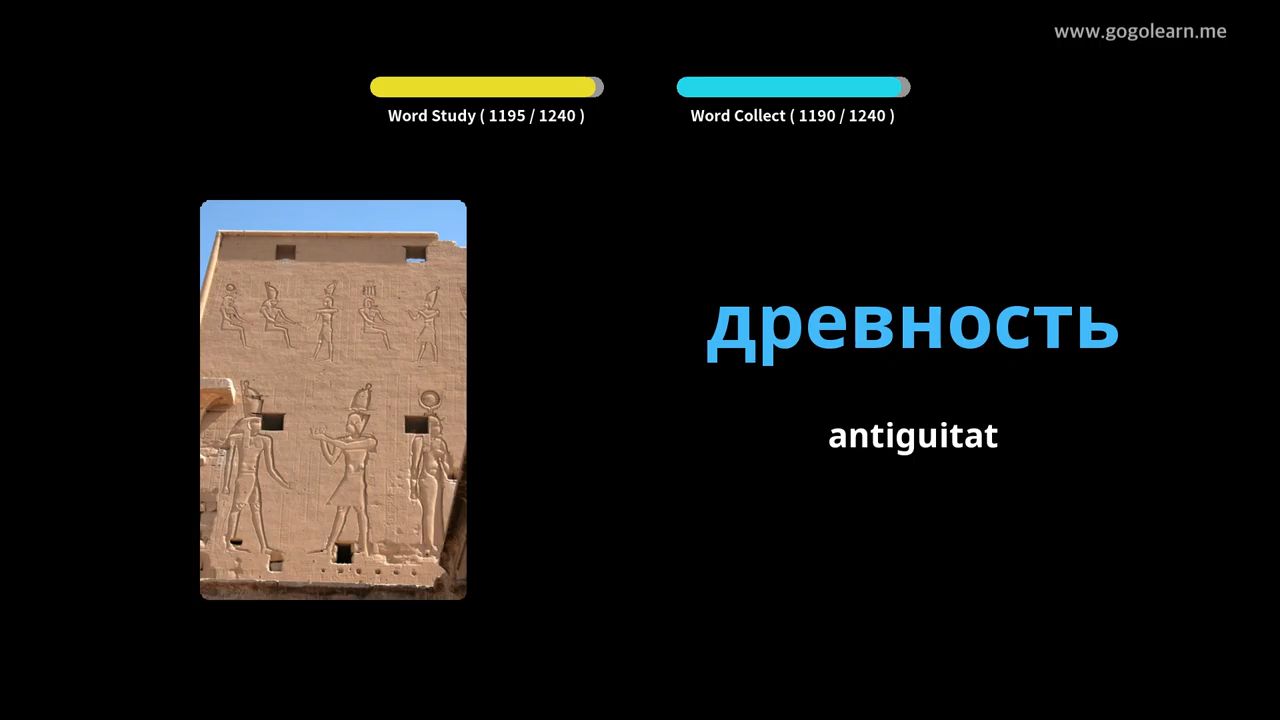 www.gogolearn.me
Word Study ( 1195 / 1240 )
Word Collect ( 1190 / 1240 )
древность
antiguitat